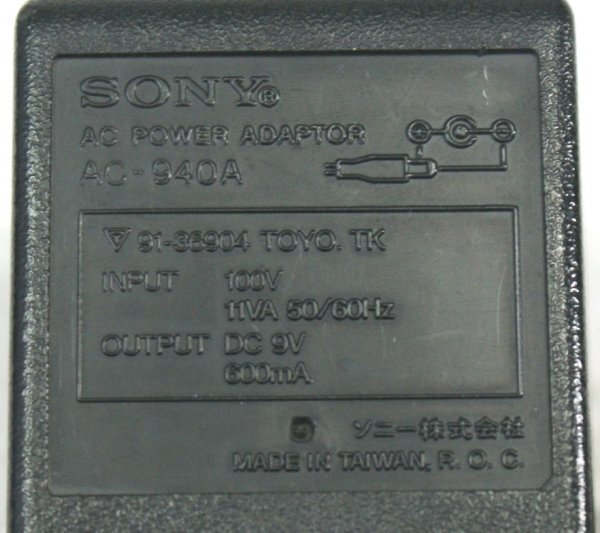 SONY®
AC POWER ADAPTOR
AC-940A
▽ 91-36904 TOYO. TK
INPUT 100V
11VA 50/60Hz
OUTPUT DC 9V
600mA
ソニー株式会社
MADE IN TAIWAN, R. O. C.